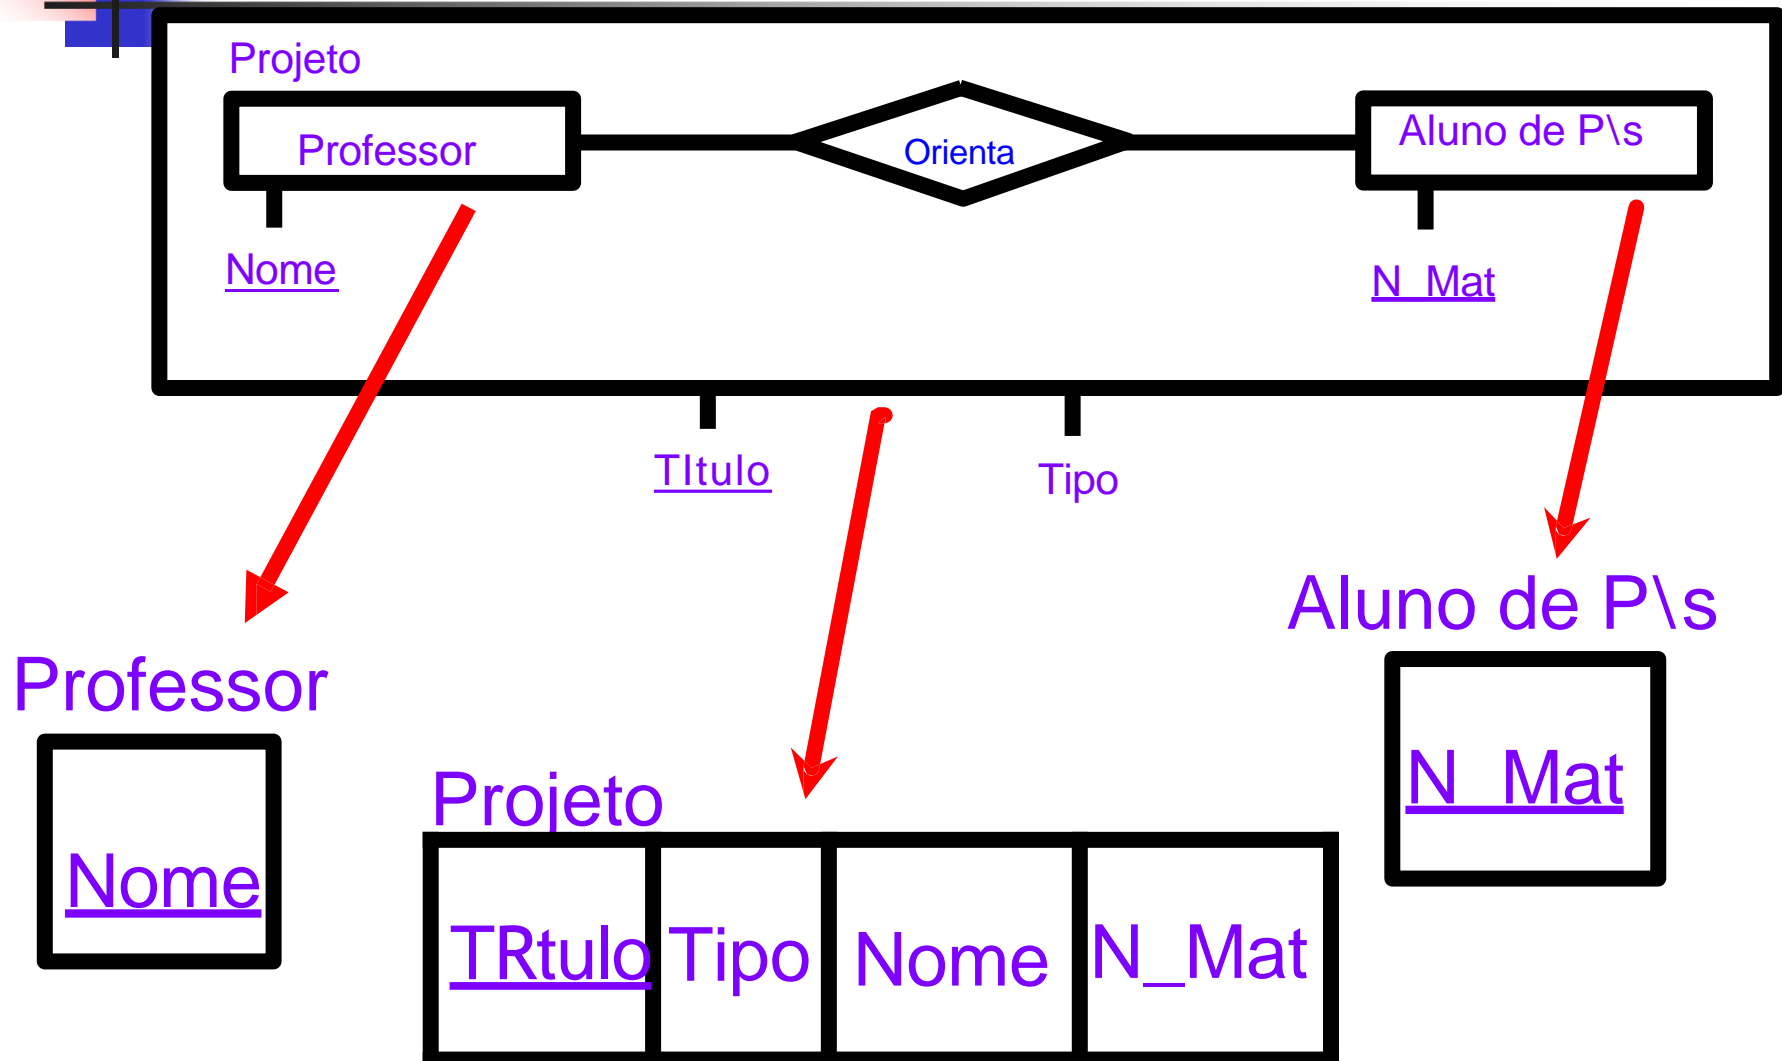 Projeto
Professor
Orienta
Aluno de P\s
Nome
N_Mat
TItulo
Tipo
Aluno de P\s
Professor
N_Mat
Projeto
Nome
TRtulo
Tipo
Nome
N_Mat